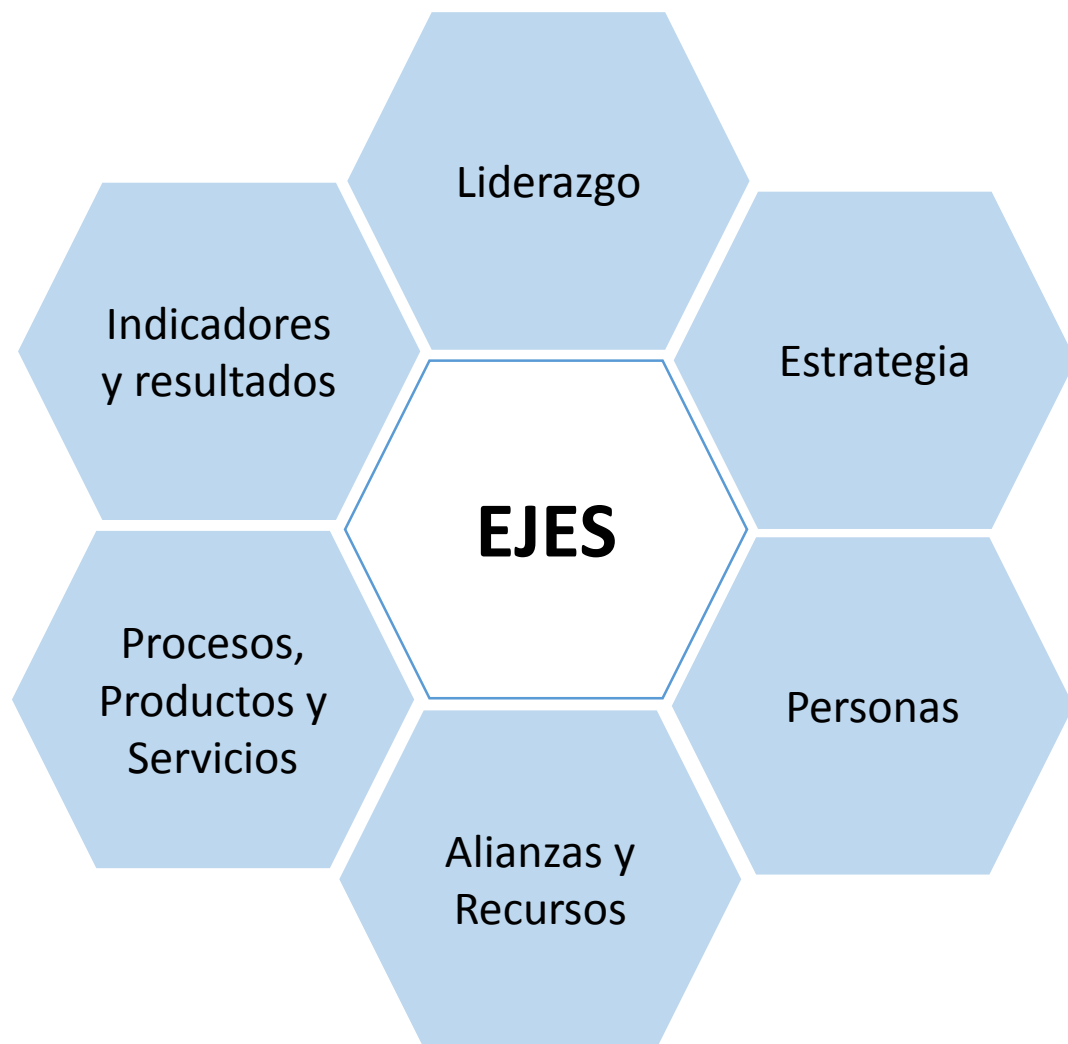 Liderazgo
Estrategia
Personas
Alianzas y
Recursos
Procesos,
Productos y
Servicios
Indicadores
y resultados
EJES